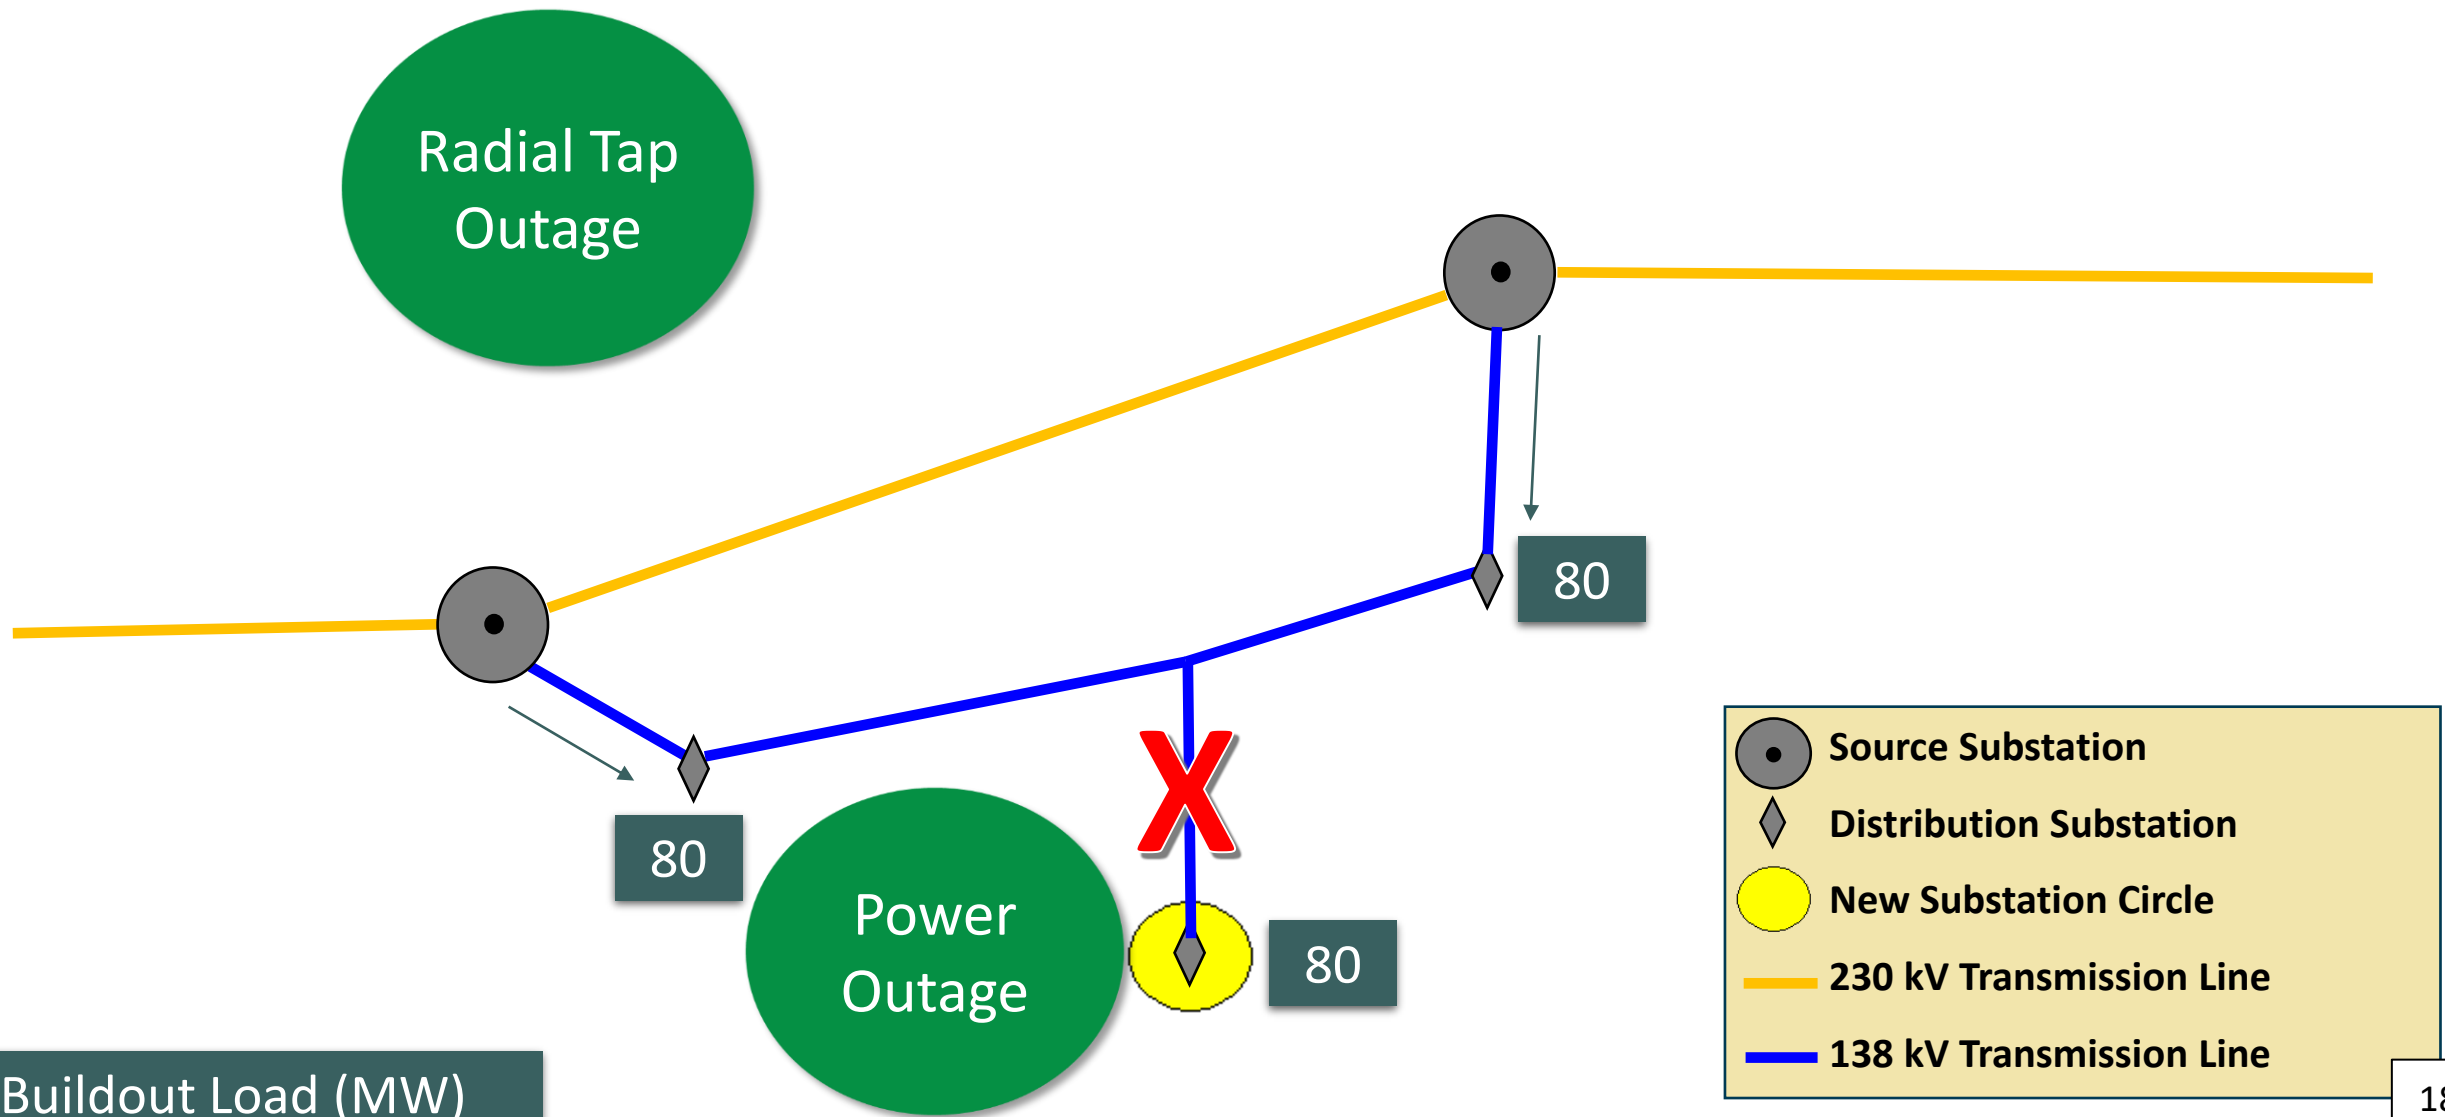 Radial Tap
Outage
80
80
Power
Outage
80
Source Substation
Distribution Substation
New Substation Circle
230 kV Transmission Line
138 kV Transmission Line
Buildout Load (MW)